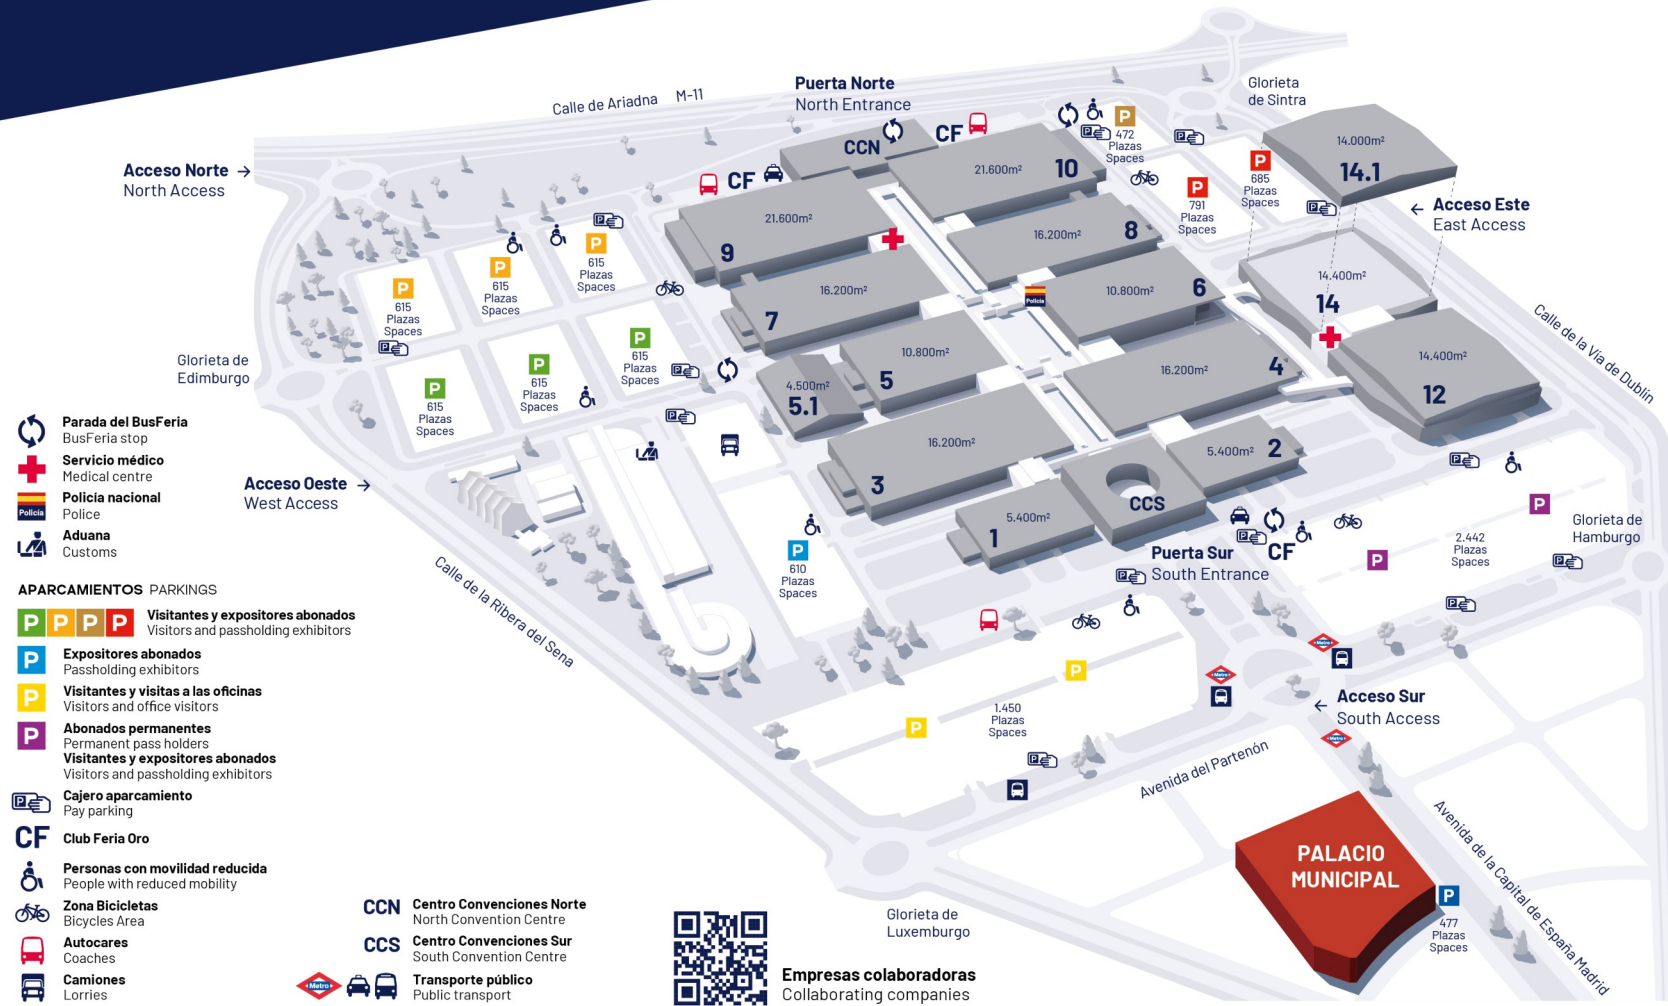 Calle de Ariadna M-11
Puerta Norte
North Entrance
Glorieta
de Sintra
Acceso Norte →
North Access
CCN
CF
CF
P
472
Plazas
Spaces
P
685
Plazas
Spaces
P
791
Plazas
Spaces
14.000m²
14.1
← Acceso Este
East Access
21.600m²
10
21.600m²
9
16.200m²
8
16.200m²
7
10.800m²
6
Policía
14.400m²
14
14.400m²
12
Calle de la Vía de Dublín
P
615
Plazas
Spaces
P
615
Plazas
Spaces
P
615
Plazas
Spaces
P
615
Plazas
Spaces
P
615
Plazas
Spaces
P
615
Plazas
Spaces
Glorieta de
Edimburgo
10.800m²
5
4.500m²
5.1
16.200m²
4
16.200m²
3
5.400m²
2
5.400m²
1
CCS
Acceso Oeste →
West Access
Calle de la Ribera del Sena
P
610
Plazas
Spaces
Puerta Sur
South Entrance
CF
P
P
2.442
Plazas
Spaces
Glorieta de
Hamburgo
P
P
1.450
Plazas
Spaces
Metro
Metro
Metro
← Acceso Sur
South Access
Avenida del Partenón
Avenida de la Capital de España Madrid
PALACIO
MUNICIPAL
P
477
Plazas
Spaces
Glorieta de
Luxemburgo
Parada del BusFeria
BusFeria stop
Servicio médico
Medical centre
Policía
Policía nacional
Police
Aduana
Customs
APARCAMIENTOS PARKINGS
P P P P
Visitantes y expositores abonados
Visitors and passholding exhibitors
P
Expositores abonados
Passholding exhibitors
P
Visitantes y visitas a las oficinas
Visitors and office visitors
P
Abonados permanentes
Permanent pass holders
Visitantes y expositores abonados
Visitors and passholding exhibitors
P
Cajero aparcamiento
Pay parking
CF Club Feria Oro
Personas con movilidad reducida
People with reduced mobility
Zona Bicicletas
Bicycles Area
Autocares
Coaches
Camiones
Lorries
CCN Centro Convenciones Norte
North Convention Centre
CCS Centro Convenciones Sur
South Convention Centre
Metro
Transporte público
Public transport
Empresas colaboradoras
Collaborating companies